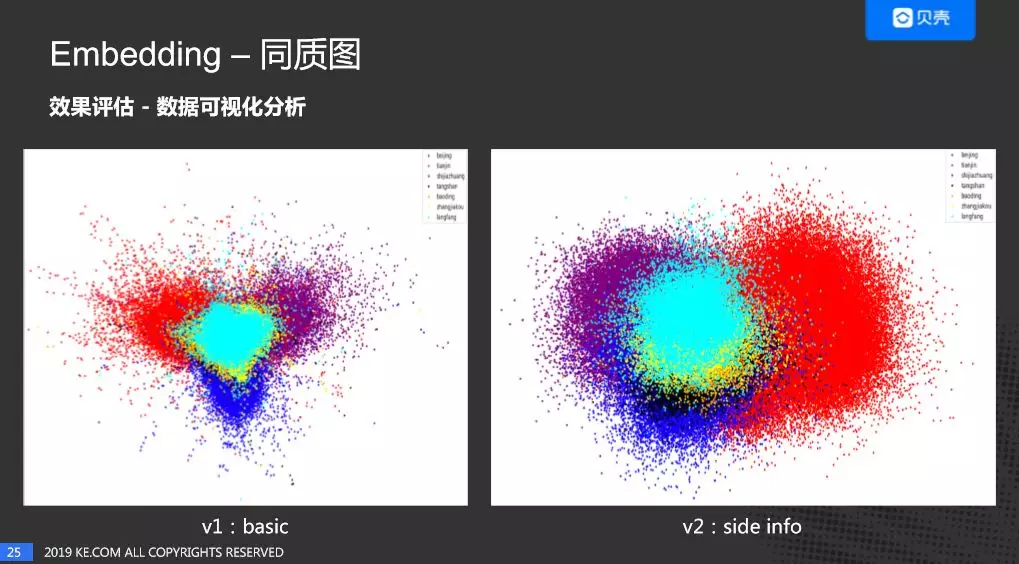 贝壳
Embedding – 同质图
效果评估 - 数据可视化分析
beijing
tianjin
shijiazhuang
tangshan
baoding
zhangjiakou
langfang
beijing
tianjin
shijiazhuang
tangshan
baoding
zhangjiakou
langfang
v1：basic
v2：side info
25
2019 KE.COM ALL COPYRIGHTS RESERVED